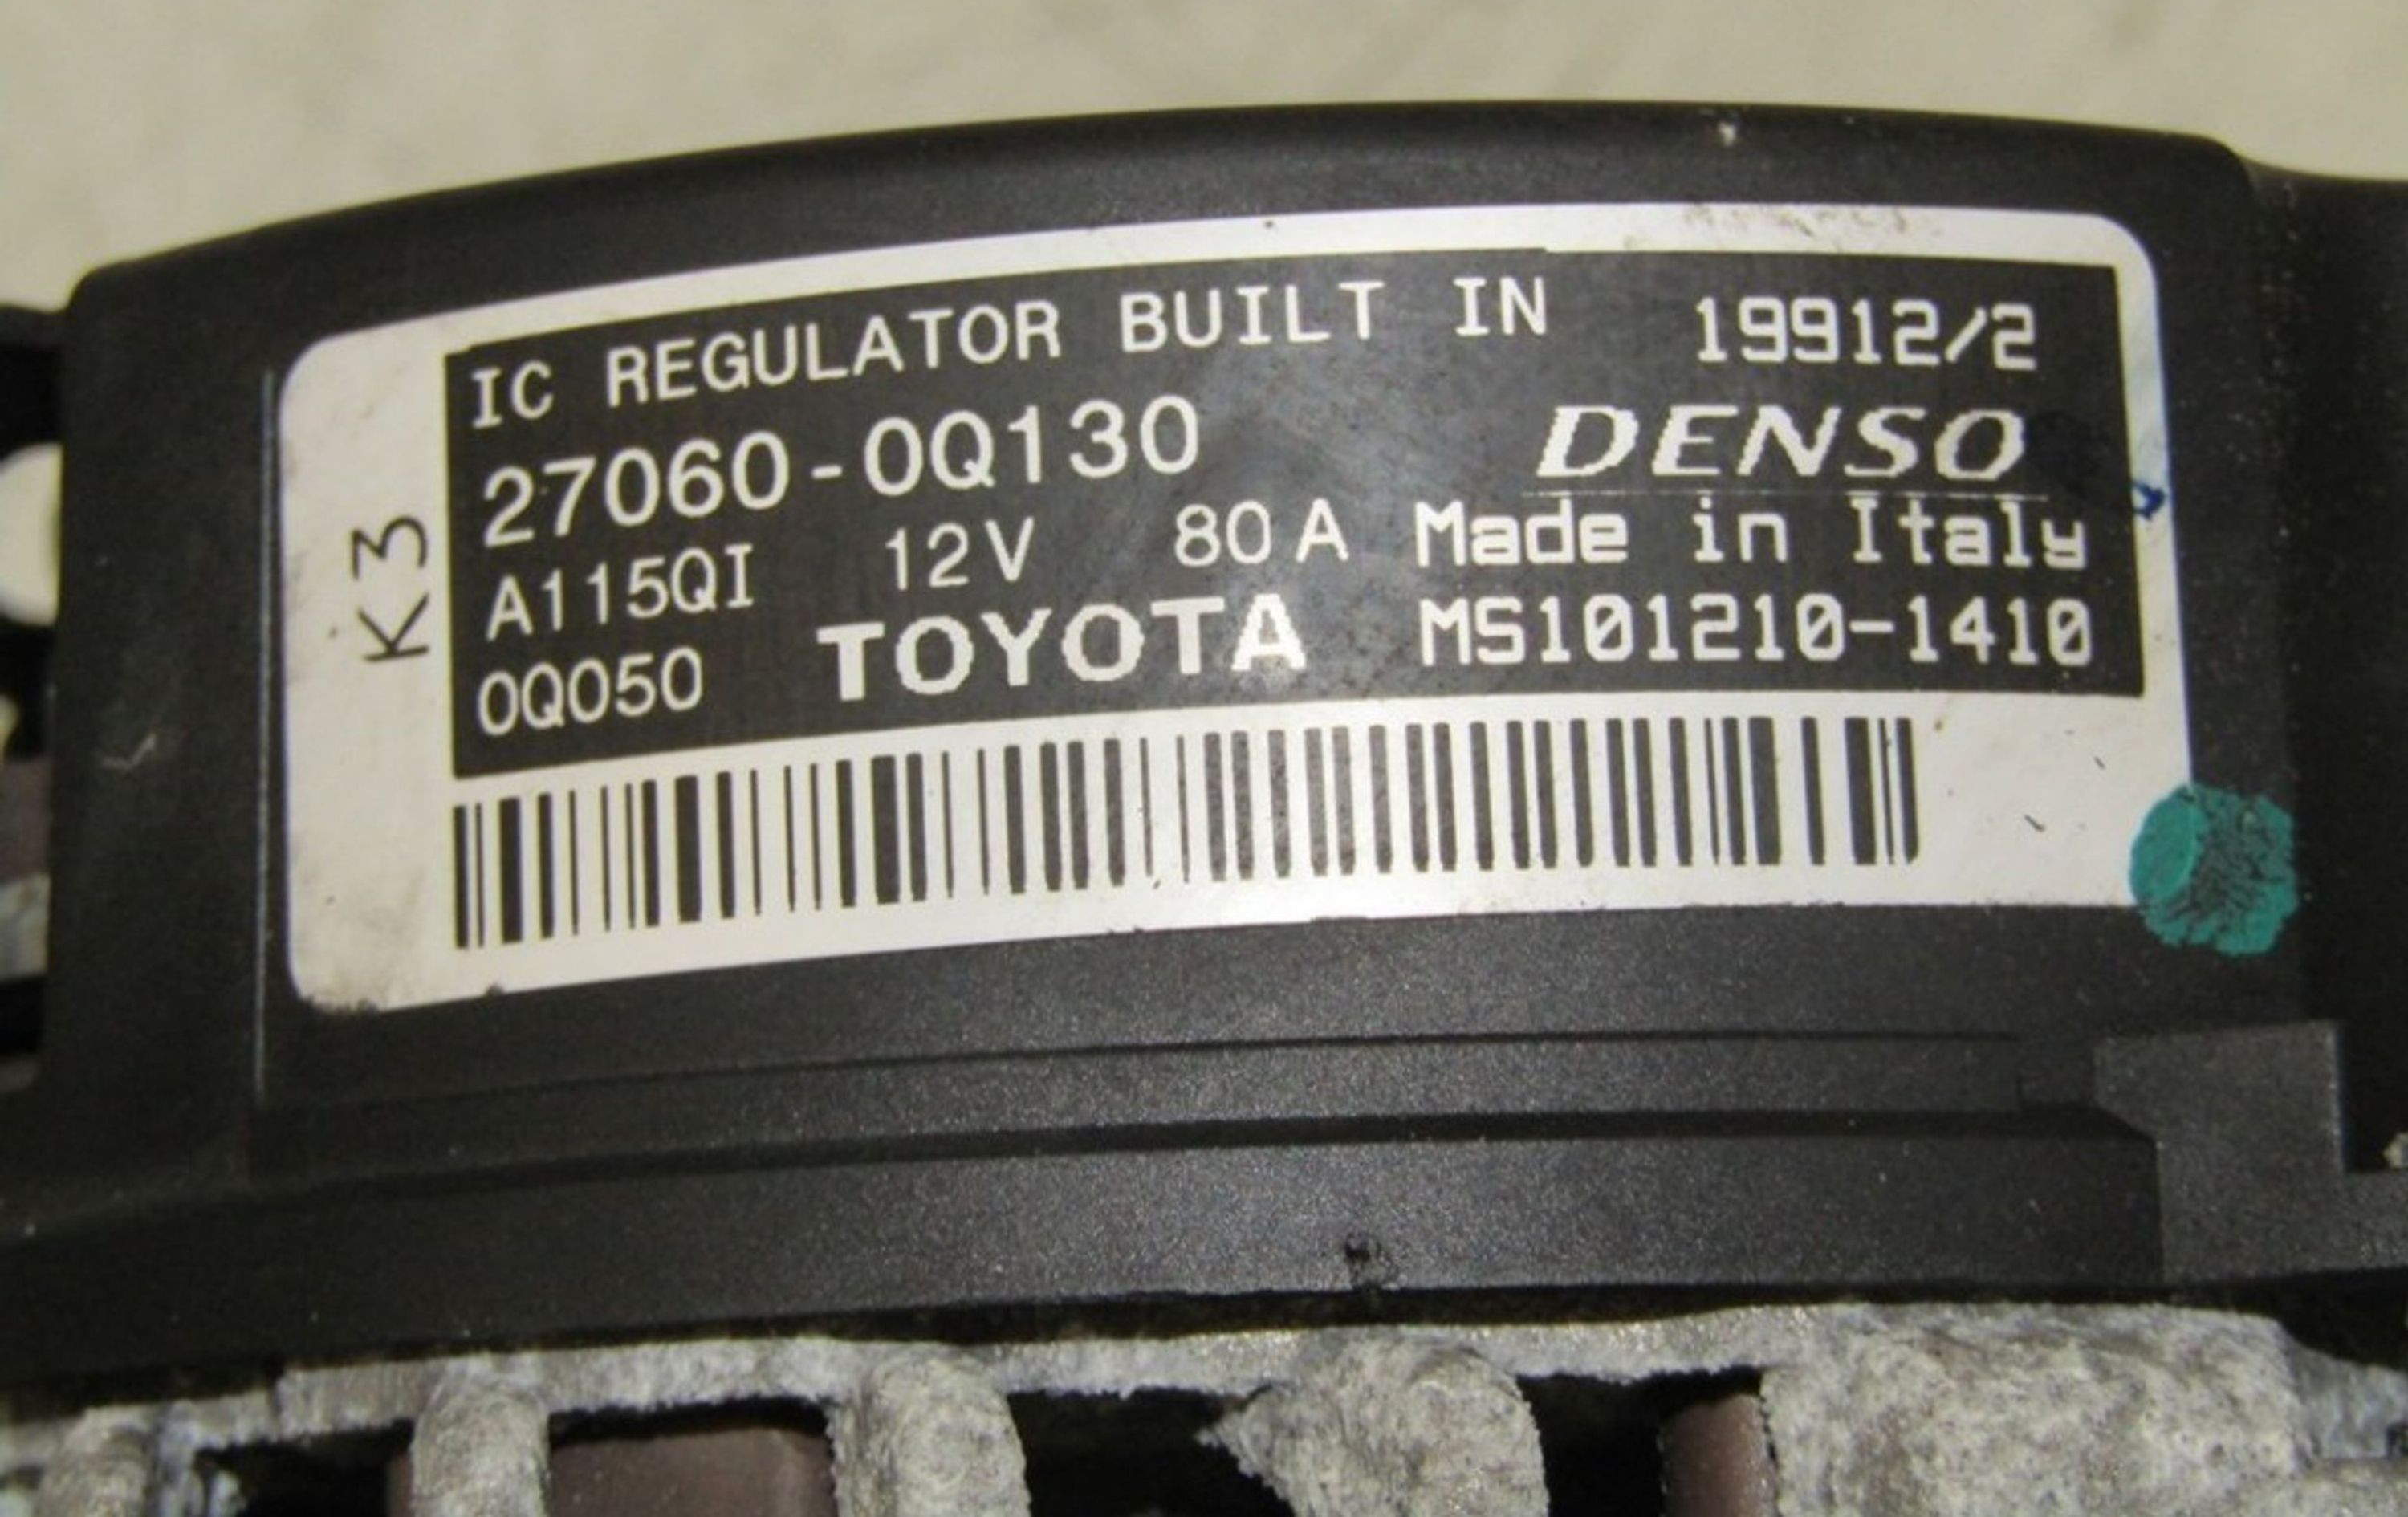 IC REGULATOR BUILT IN 19912/2
27060-0Q130 DENSO
A115QI 12V 80A Made in Italy
0Q050 TOYOTA MS101210-1410
K3